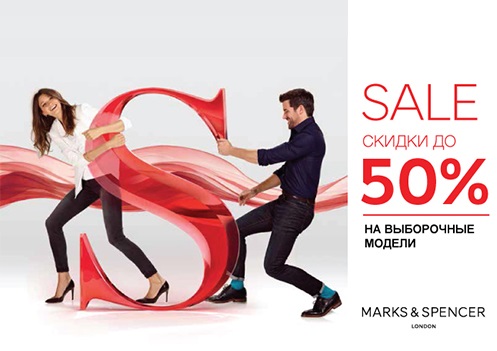 S
SALE
СКИДКИ ДО
50%
НА ВЫБОРОЧНЫЕ
МОДЕЛИ
MARKS & SPENCER
LONDON